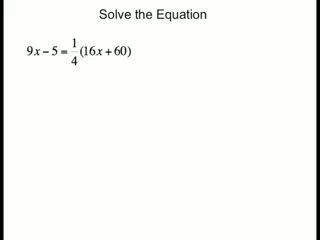 Solve the Equation
9x − 5 = 1/4 (16x + 60)